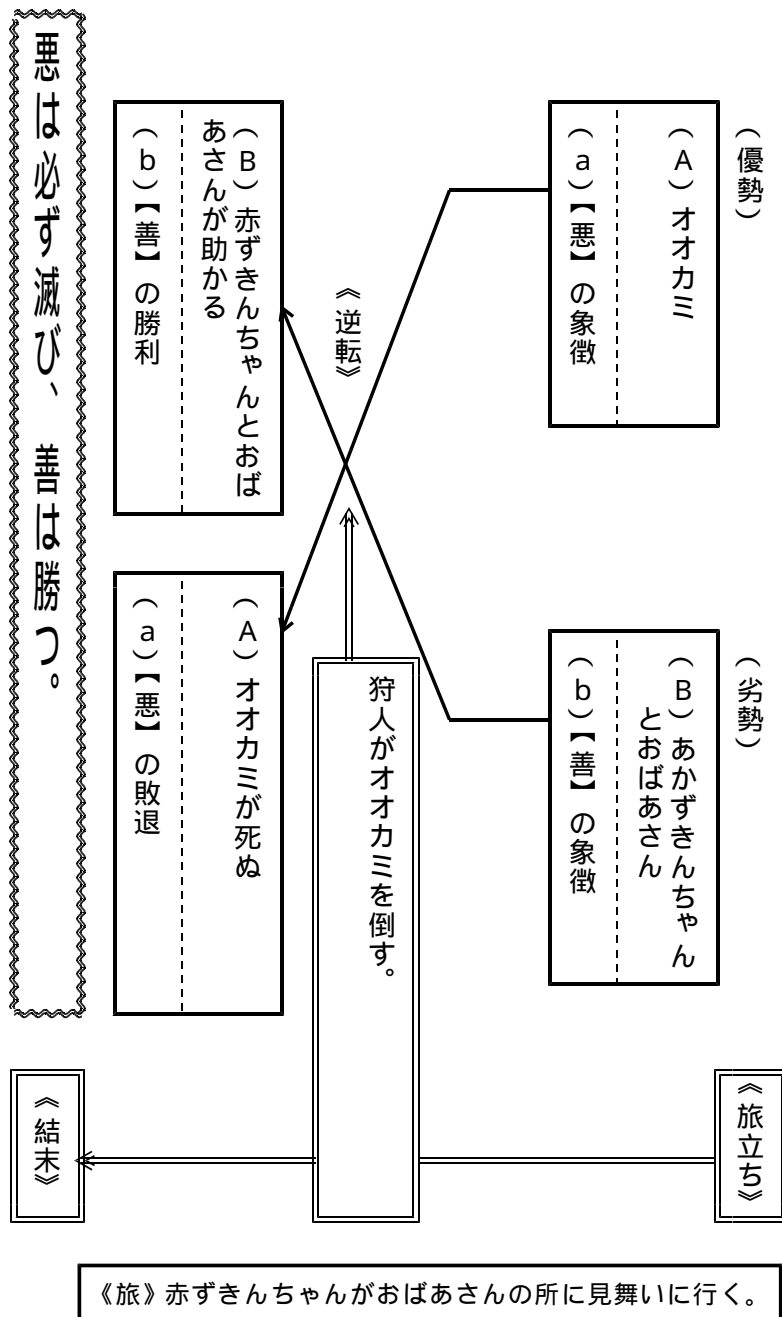 《旅》赤ずきんちゃんがおばあさんの所に見舞いに行く。
《旅立ち》
(優勢)
(A)オオカミ
(a)【悪】の象徴
(劣勢)
(B)あかずきんちゃん
とおばあさん
(b)【善】の象徴
狩人がオオカミを倒す。
《逆転》
(B)赤ずきんちゃんとおば
あさんが助かる
(b)【善】の勝利
(A)オオカミが死ぬ
(a)【悪】の敗退
《結末》
悪は必ず滅び、善は勝つ。